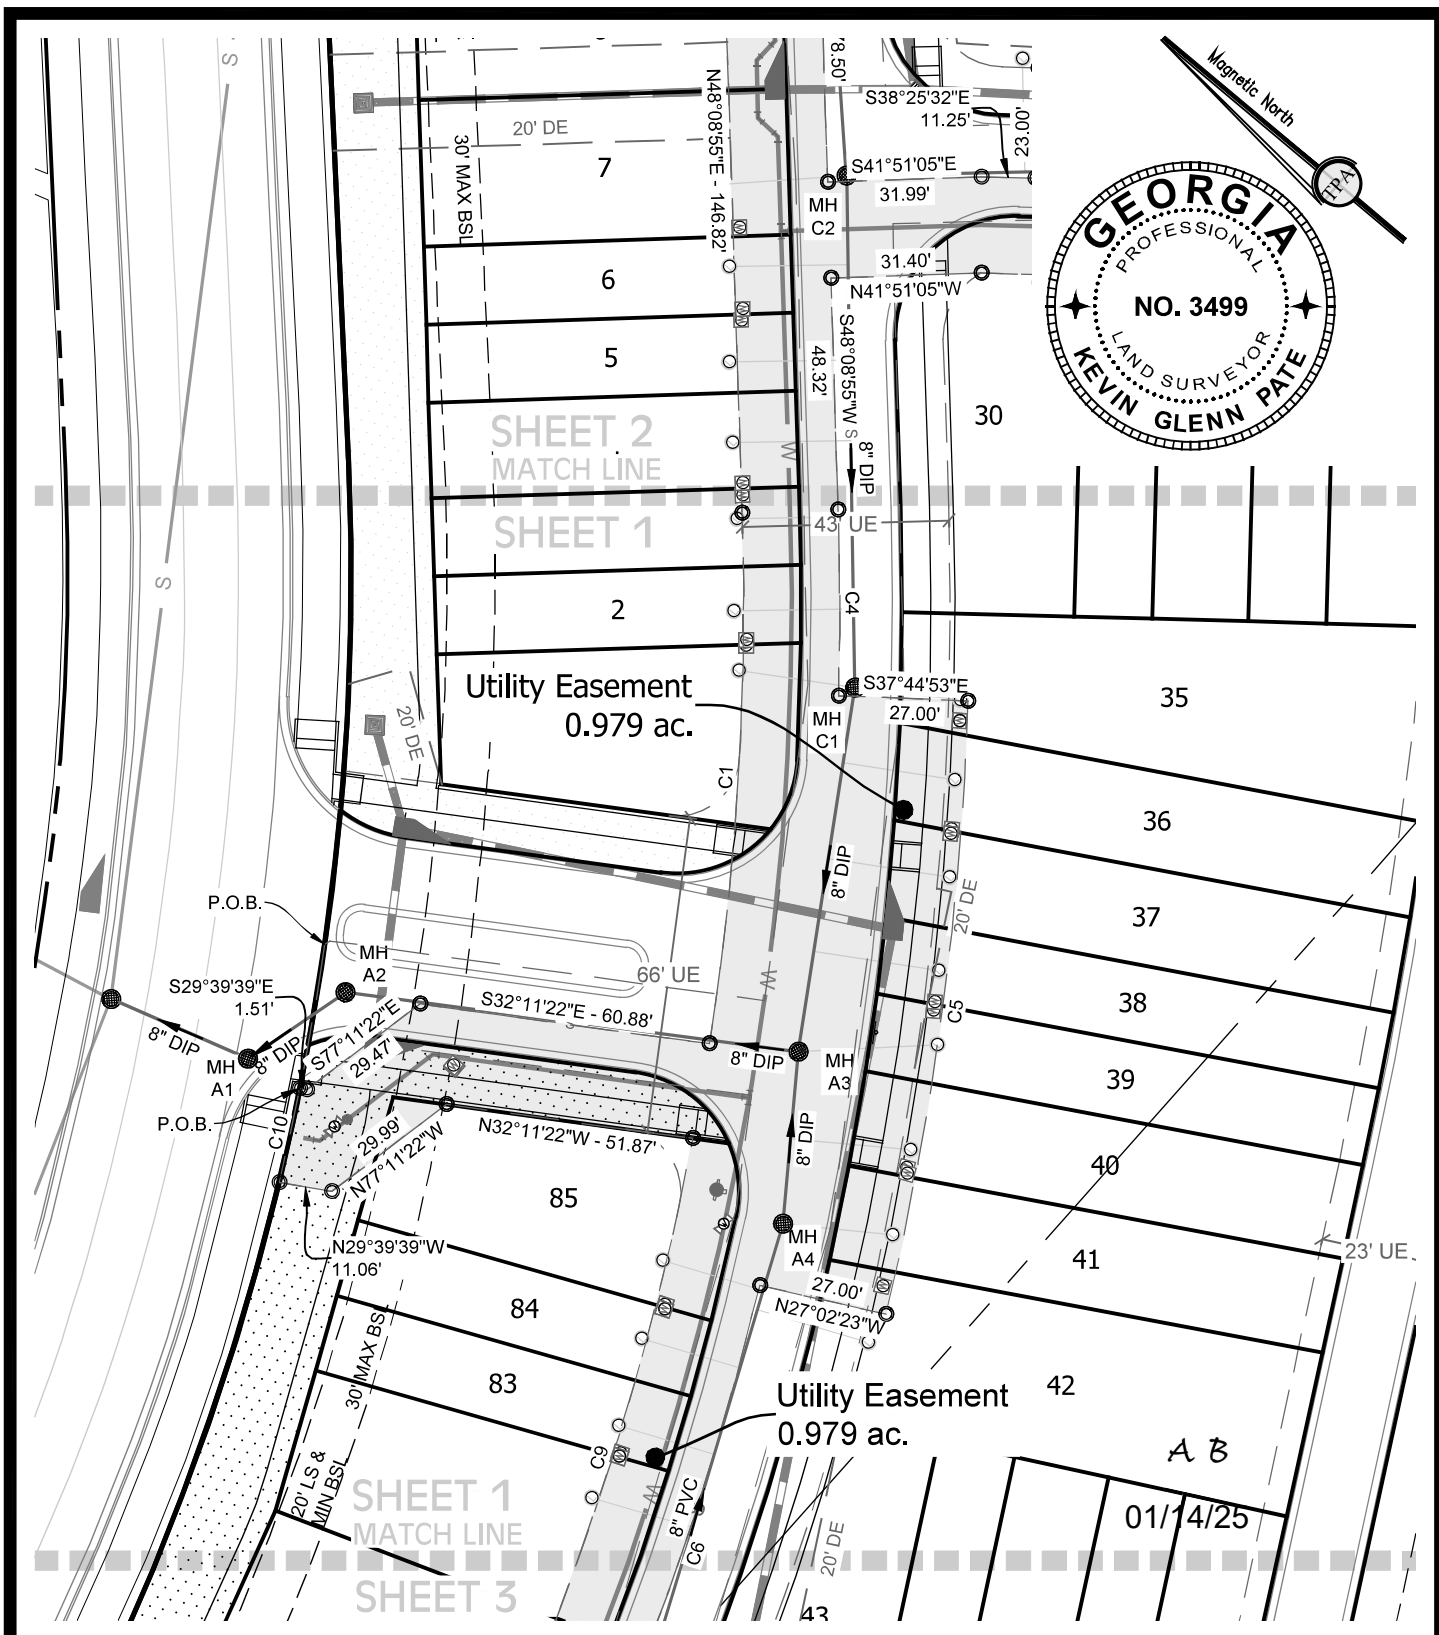 S
78.50'
S38°25'32"E
11.25'
23.00'
Magnetic North
TPA
N48°08'55"E - 146.82'
30' MAX BSL
20' DE
7
S41°51'05"E
31.99'
MH
C2
GEORGIA
PROFESSIONAL
NO. 3499
LAND SURVEYOR
KEVIN GLENN PATE
6
31.40'
N41°51'05"W
5
S48°08'55"W
48.32'
S
8" DIP
30
W
SHEET 2
MATCH LINE
SHEET 1
43' UE
S
2
C4
Utility Easement
0.979 ac.
S37°44'53"E
27.00'
MH
C1
35
20' DE
C1
36
8" DIP
P.O.B.
37
20' DE
MH
A2
66' UE
W
S29°39'39"E
1.51'
S32°11'22"E - 60.88'
38
C5
8" DIP
8" DIP
S77°11'22"E
29.47'
8" DIP
MH
A1
MH
A3
39
P.O.B.
C10
29.99'
N77°11'22"W
N32°11'22"W - 51.87'
8" DIP
40
85
N29°39'39"W
11.06'
MH
A4
41
23' UE
27.00'
N27°02'23"W
84
30' MAX BSL
83
42
Utility Easement
0.979 ac.
A B
C9
20' LS &
MIN BSL
W
8" PVC
C6
01/14/25
20' DE
SHEET 1
MATCH LINE
SHEET 3
43